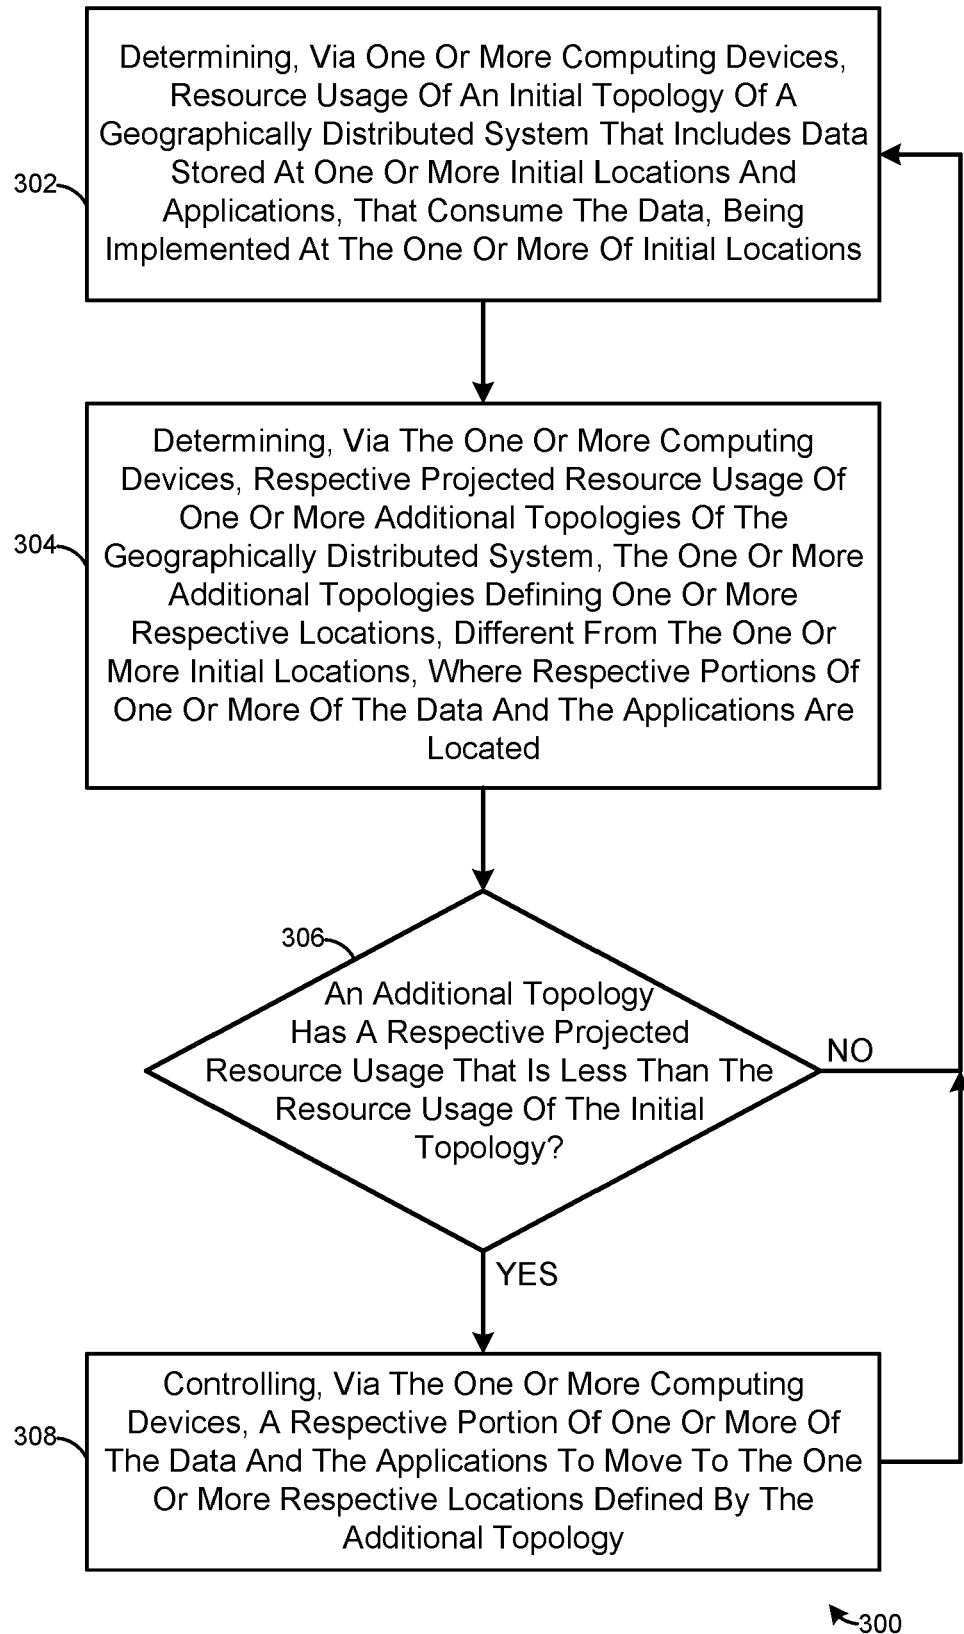 Determining, Via One Or More Computing Devices,
Resource Usage Of An Initial Topology Of A
Geographically Distributed System That Includes Data
Stored At One Or More Initial Locations And
Applications, That Consume The Data, Being
Implemented At The One Or More Of Initial Locations
302
Determining, Via The One Or More Computing
Devices, Respective Projected Resource Usage Of
One Or More Additional Topologies Of The
Geographically Distributed System, The One Or More
Additional Topologies Defining One Or More
Respective Locations, Different From The One Or
More Initial Locations, Where Respective Portions Of
One Or More Of The Data And The Applications Are
Located
304
306
An Additional Topology
Has A Respective Projected
Resource Usage That Is Less Than The
Resource Usage Of The Initial
Topology?
NO
YES
Controlling, Via The One Or More Computing
Devices, A Respective Portion Of One Or More Of
The Data And The Applications To Move To The One
Or More Respective Locations Defined By The
Additional Topology
308
300